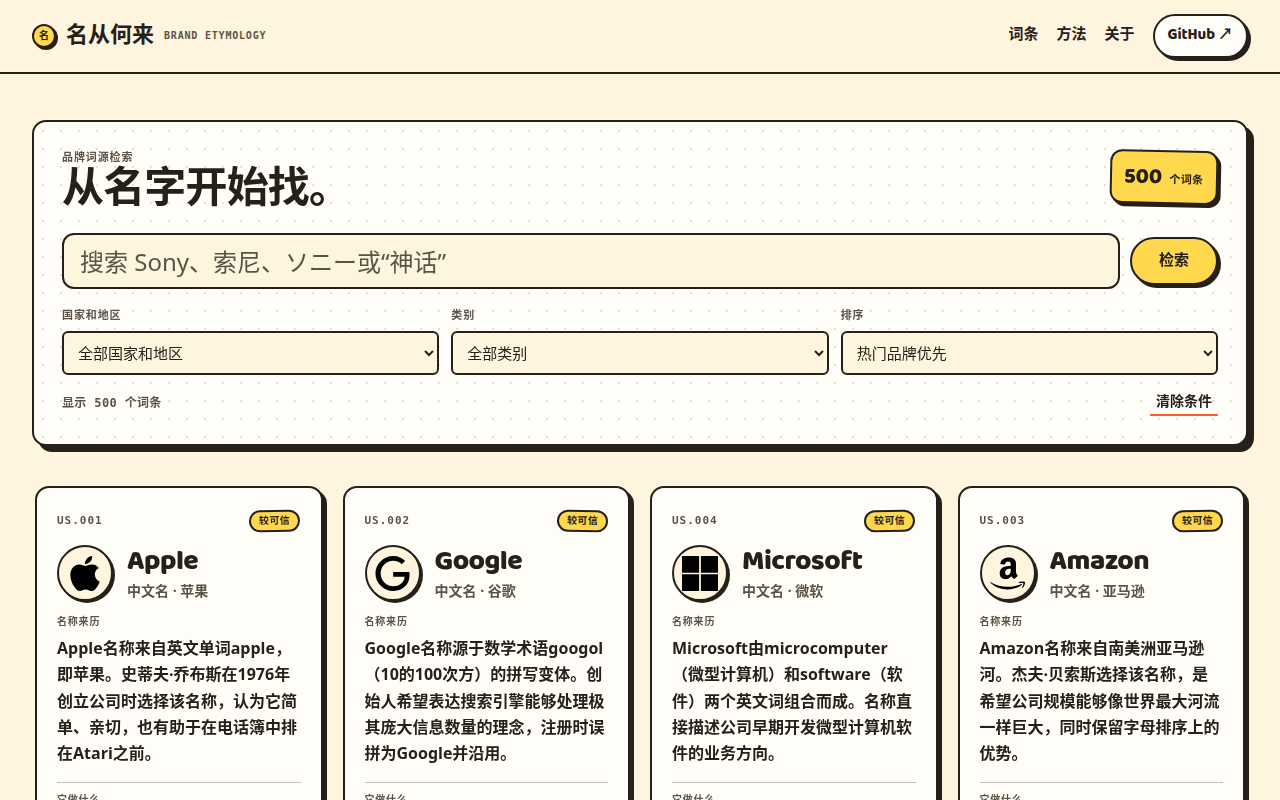 名 名从何来 BRAND ETYMOLOGY 词条 方法 关于 GitHub ↗
品牌词源检索
从名字开始找。
500 个词条
搜索 Sony、索尼、ソニー或“神话”
检索
国家和地区 类别 排序
全部国家和地区 全部类别 热门品牌优先
显示 500 个词条 清除条件
US.001 较可信
Apple
中文名 · 苹果
名称来历
Apple名称来自英文单词apple，
即苹果。史蒂夫·乔布斯在1976年
创立公司时选择该名称，认为它简
单、亲切，也有助于在电话簿中排
在Atari之前。
它做什么
US.002 较可信
Google
中文名 · 谷歌
名称来历
Google名称源于数学术语googol
（10的100次方）的拼写变体。创
始人希望表达搜索引擎能够处理极
其庞大信息数量的理念，注册时误
拼为Google并沿用。
它做什么
US.004 较可信
Microsoft
中文名 · 微软
名称来历
Microsoft由microcomputer
（微型计算机）和software（软
件）两个英文词组合而成。名称直
接描述公司早期开发微型计算机软
件的业务方向。
它做什么
US.003 较可信
Amazon
中文名 · 亚马逊
名称来历
Amazon名称来自南美洲亚马逊
河。杰夫·贝索斯选择该名称，是
希望公司规模能够像世界最大河流
一样巨大，同时保留字母排序上的
优势。
它做什么